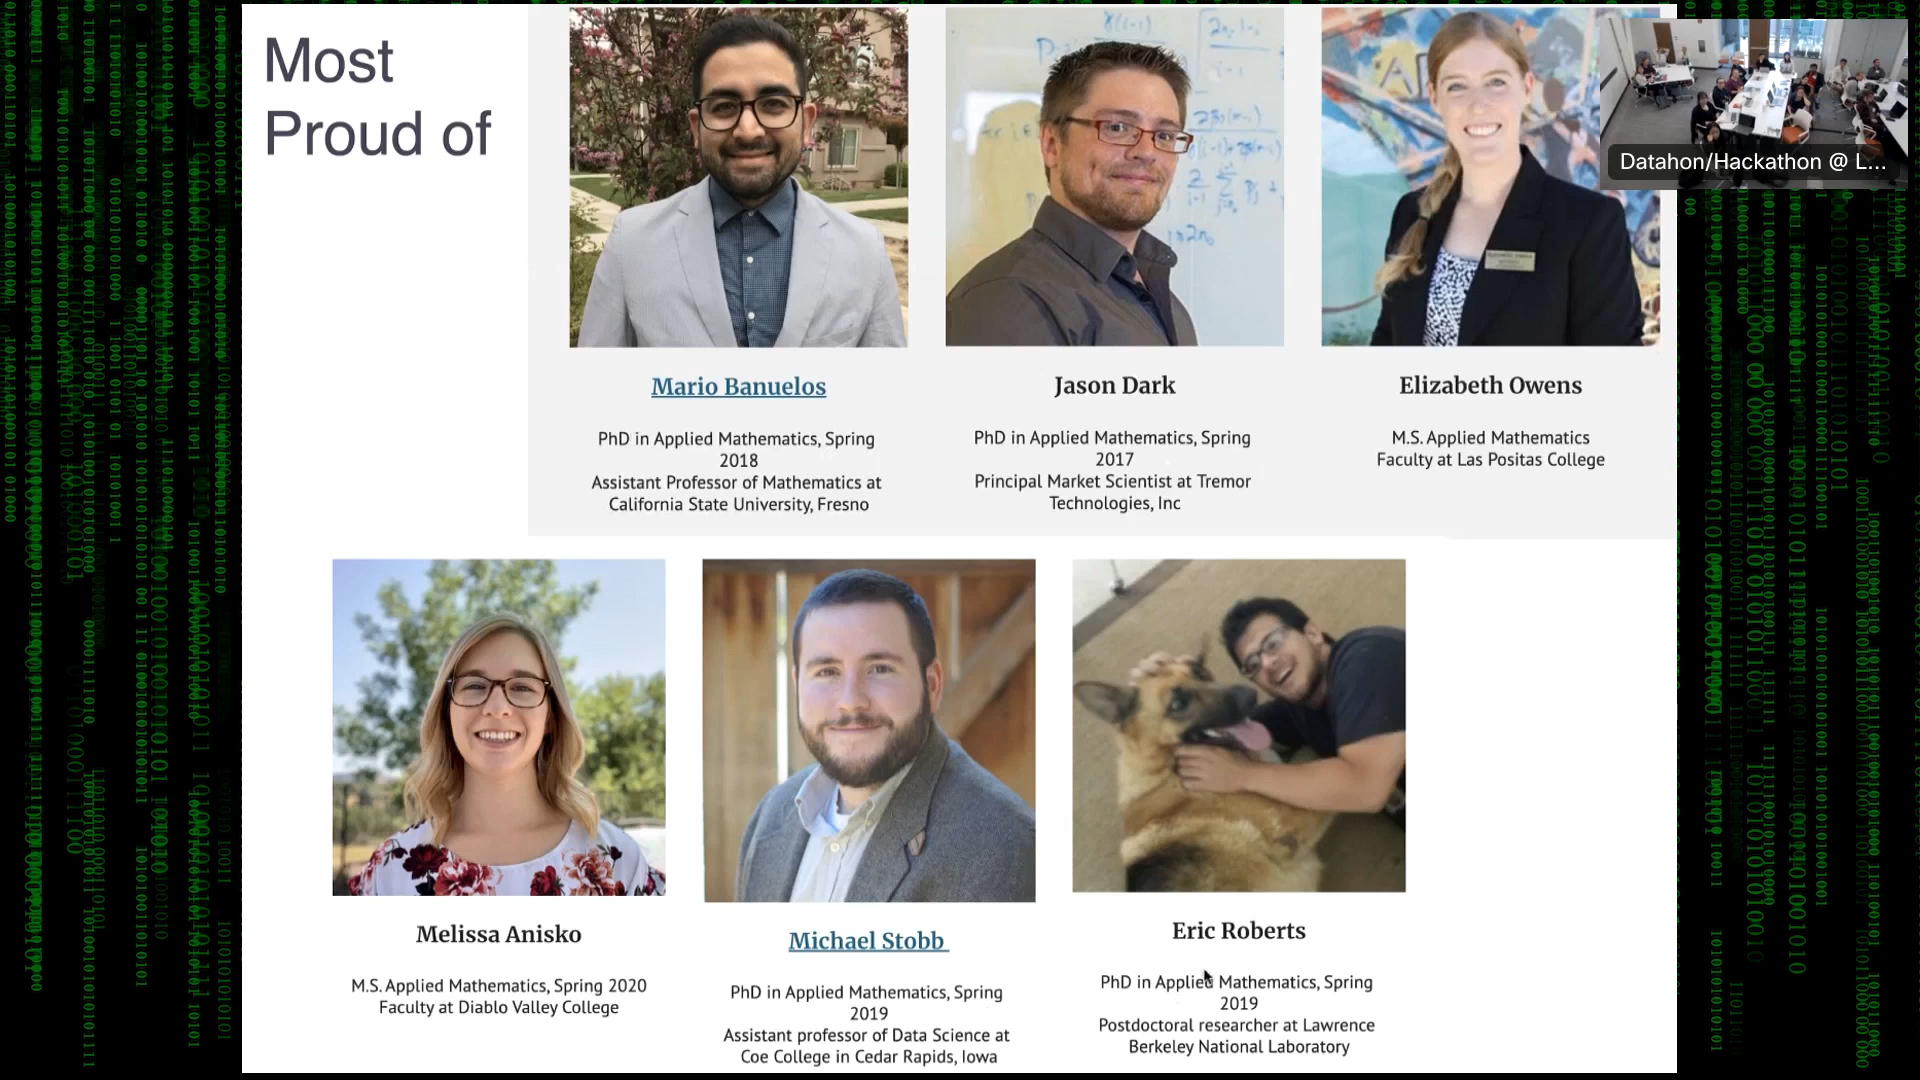 Most
Proud of
Datahon/Hackathon @ L...
Mario Banuelos
PhD in Applied Mathematics, Spring
2018
Assistant Professor of Mathematics at
California State University, Fresno
Jason Dark
PhD in Applied Mathematics, Spring
2017
Principal Market Scientist at Tremor
Technologies, Inc
Elizabeth Owens
M.S. Applied Mathematics
Faculty at Las Positas College
Melissa Anisko
M.S. Applied Mathematics, Spring 2020
Faculty at Diablo Valley College
Michael Stobb
PhD in Applied Mathematics, Spring
2019
Assistant professor of Data Science at
Coe College in Cedar Rapids, Iowa
Eric Roberts
PhD in Applied Mathematics, Spring
2019
Postdoctoral researcher at Lawrence
Berkeley National Laboratory